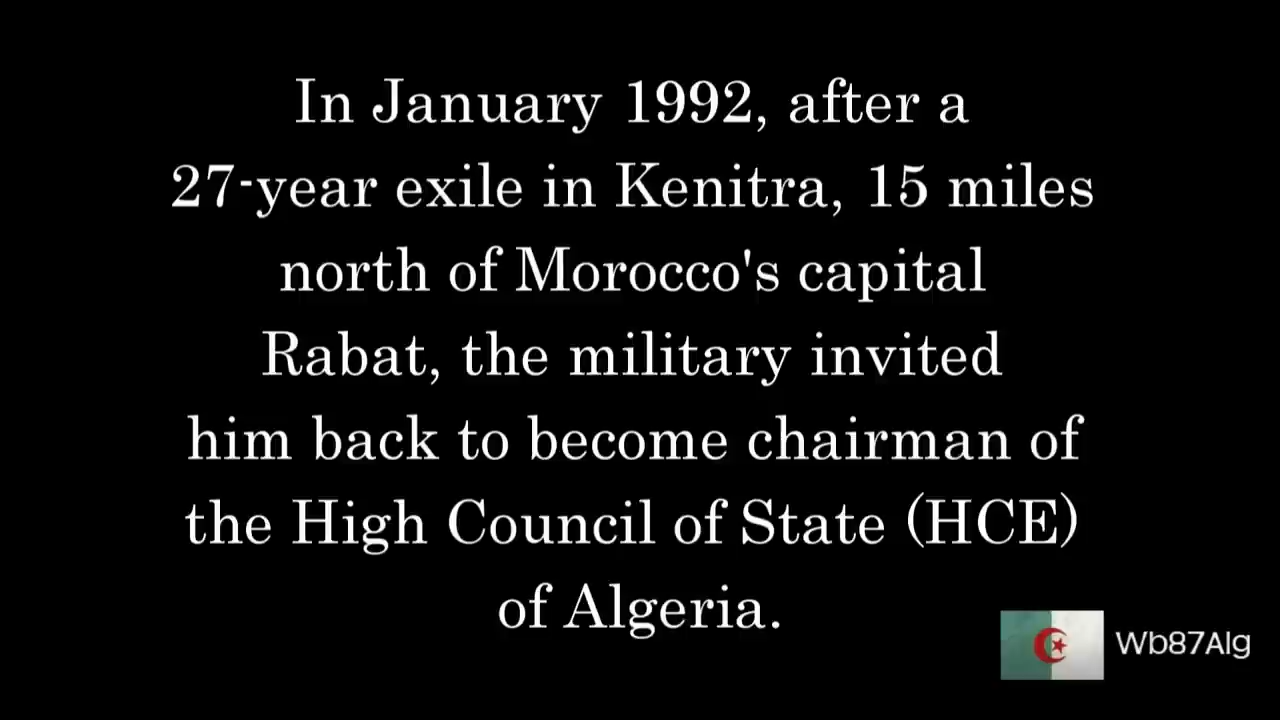 In January 1992, after a
27-year exile in Kenitra, 15 miles
north of Morocco's capital
Rabat, the military invited
him back to become chairman of
the High Council of State (HCE)
of Algeria.
Wb87Alg